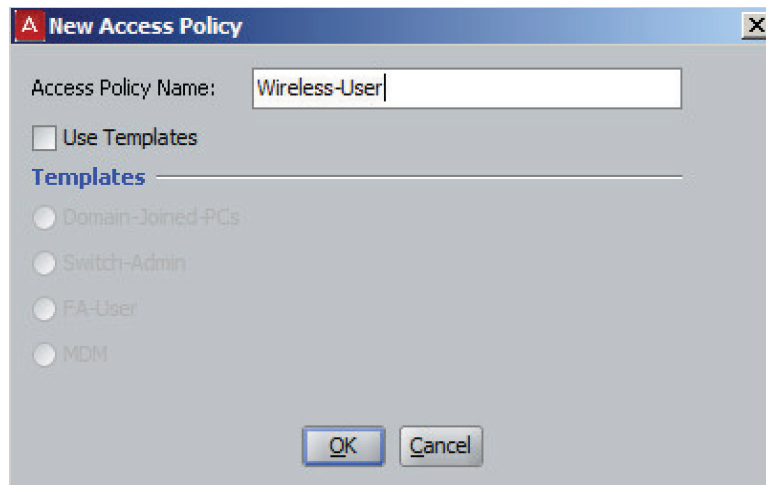 A New Access Policy X
Access Policy Name: Wireless-User
Use Templates
Templates
Domain-Joined-PCs
Switch-Admin
FA-User
MDM
OK Cancel